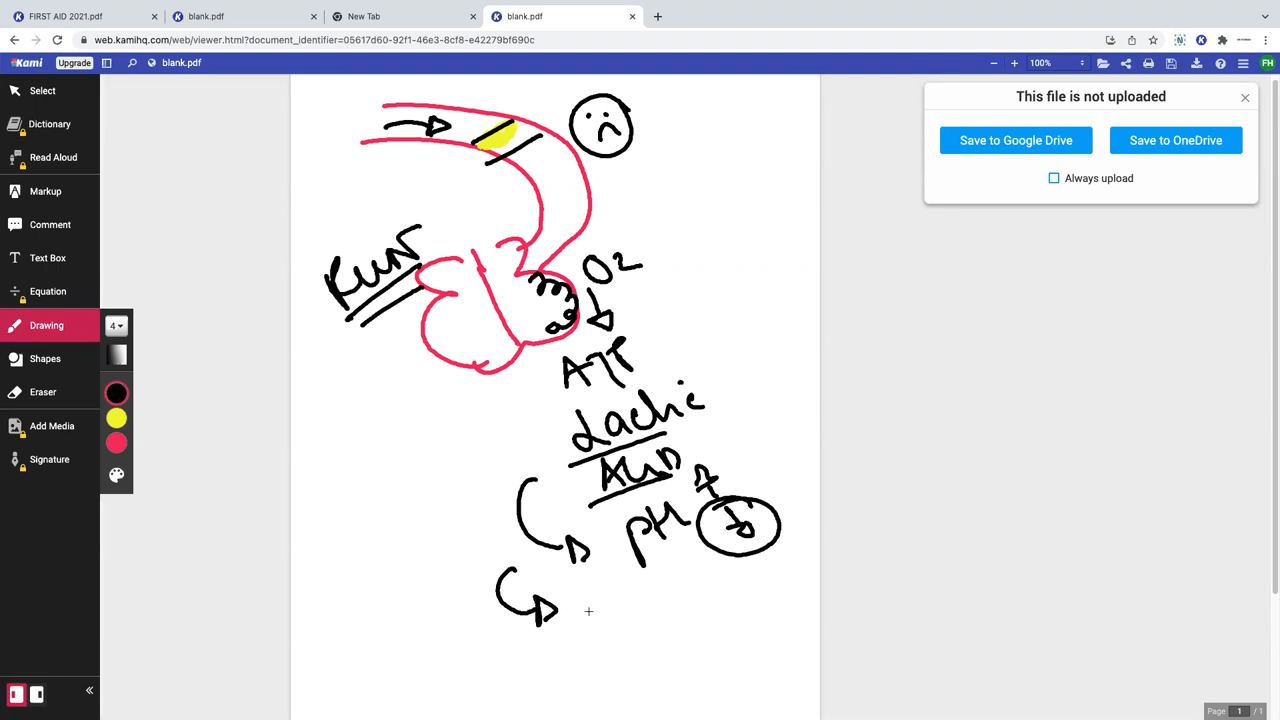 FIRST AID 2021.pdf
blank.pdf
New Tab
blank.pdf
web.kamihq.com/web/viewer.html?document_identifier=05617d60-92f1-46e3-8cf8-e42279bf690c
Kami
Upgrade
blank.pdf
100%
FH
Select
Dictionary
Read Aloud
Markup
Comment
Text Box
Equation
Drawing
Shapes
Eraser
Add Media
Signature
4
This file is not uploaded
Save to Google Drive
Save to OneDrive
Always upload
RUN
O2
ATP
Lactic
Acid
pH
Page 1 / 1